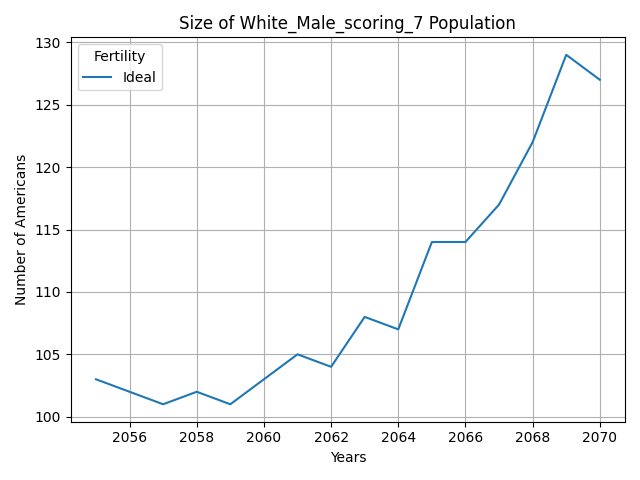 Size of White_Male_scoring_7 Population
Fertility
Ideal
Number of Americans
130
125
120
115
110
105
100
2056 2058 2060 2062 2064 2066 2068 2070
Years